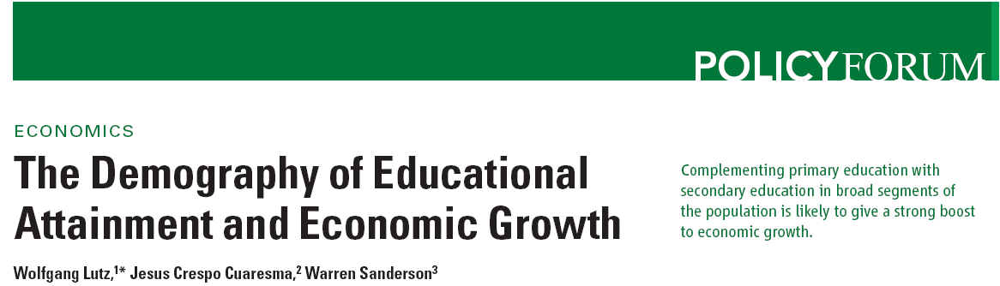 POLICYFORUM
ECONOMICS
The Demography of Educational
Attainment and Economic Growth
Complementing primary education with
secondary education in broad segments of
the population is likely to give a strong boost
to economic growth.
Wolfgang Lutz,¹* Jesus Crespo Cuaresma,² Warren Sanderson³